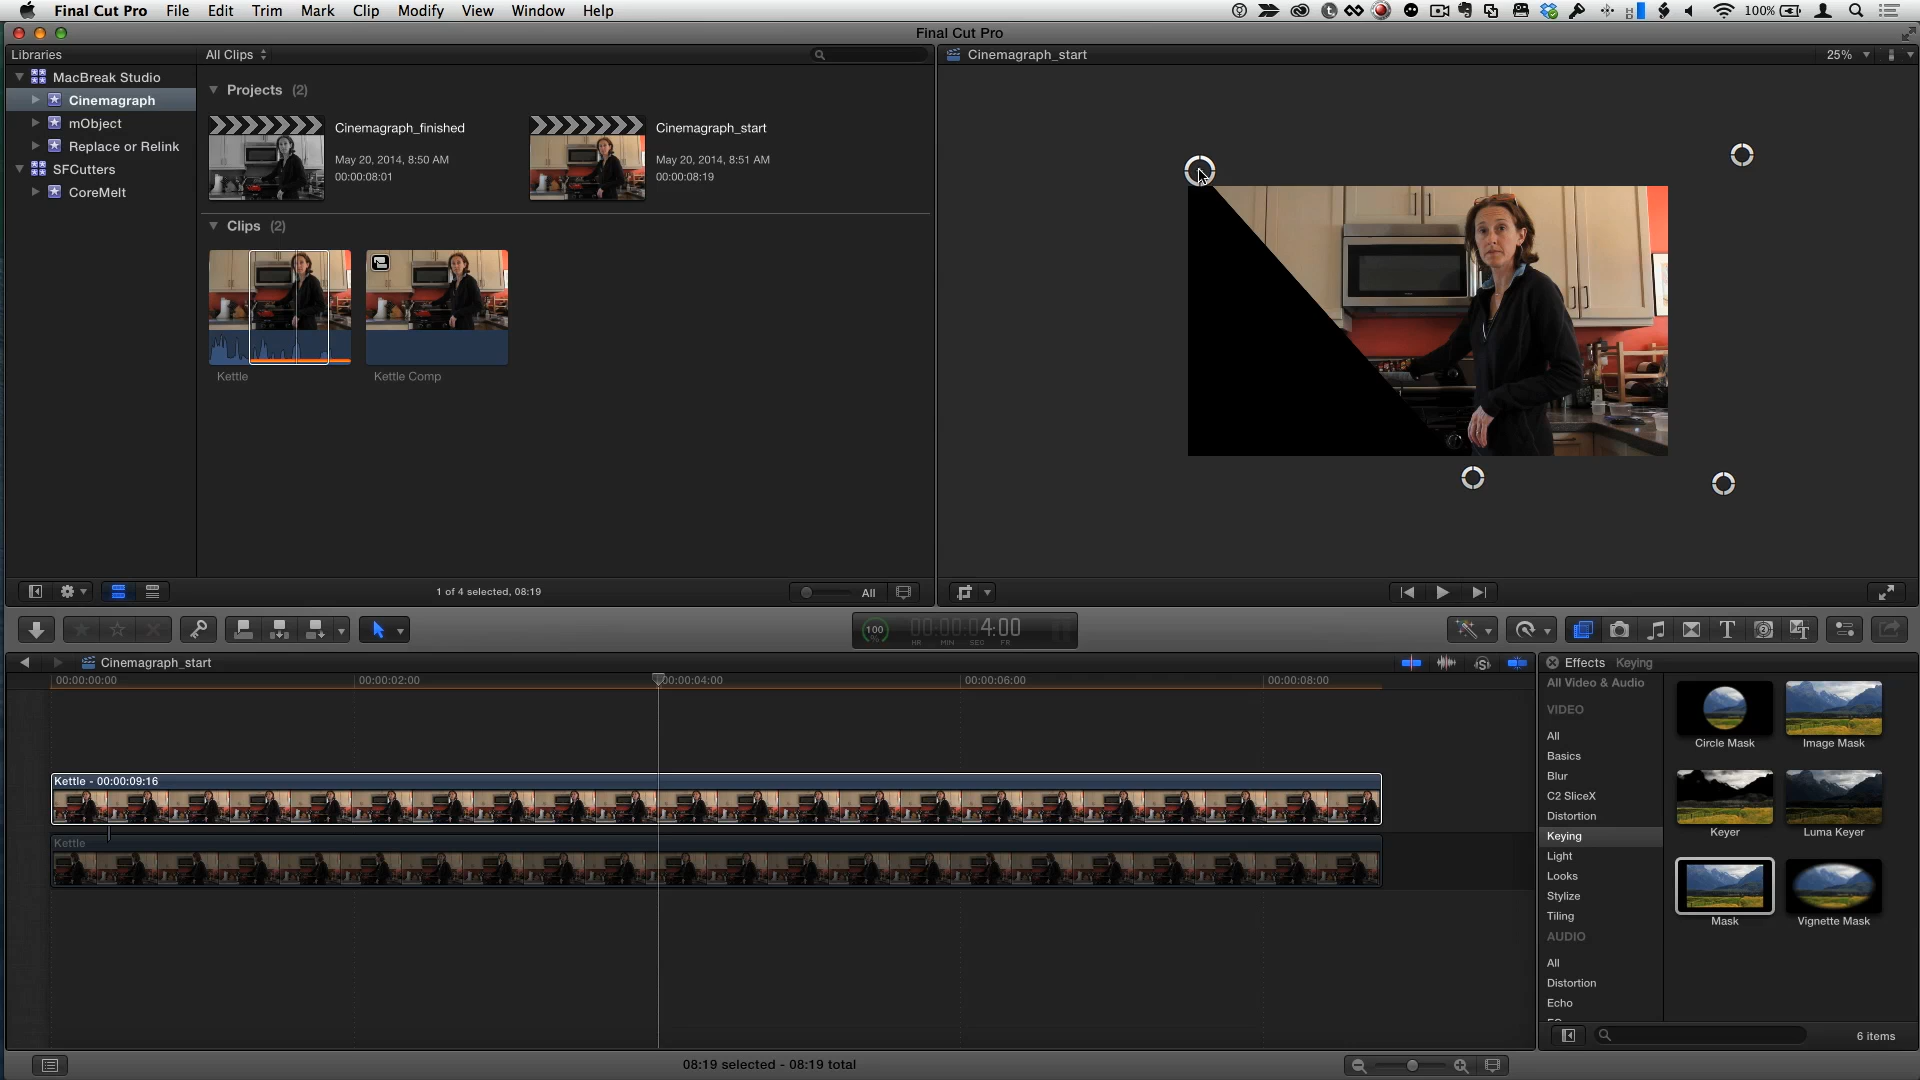 Final Cut Pro File Edit Trim Mark Clip Modify View Window Help 100%
Final Cut Pro
Libraries All Clips Cinemagraph_start 25%
MacBreak Studio
Cinemagraph
mObject
Replace or Relink
SFCutters
CoreMelt
Projects (2)
Cinemagraph_finished
May 20, 2014, 8:50 AM
00:00:08:01
Cinemagraph_start
May 20, 2014, 8:51 AM
00:00:08:19
Clips (2)
Kettle
Kettle Comp
1 of 4 selected, 08:19
All
100 %
00:00:04:00
HR MIN SEC FR
Cinemagraph_start
00:00:00:00 00:00:02:00 00:00:04:00 00:00:06:00 00:00:08:00
Kettle - 00:00:09:16
Kettle
Effects Keying
All Video & Audio
VIDEO
All
Basics
Blur
C2 SliceX
Distortion
Keying
Light
Looks
Stylize
Tiling
AUDIO
All
Distortion
Echo
Circle Mask
Image Mask
Keyer
Luma Keyer
Mask
Vignette Mask
6 items
08:19 selected - 08:19 total